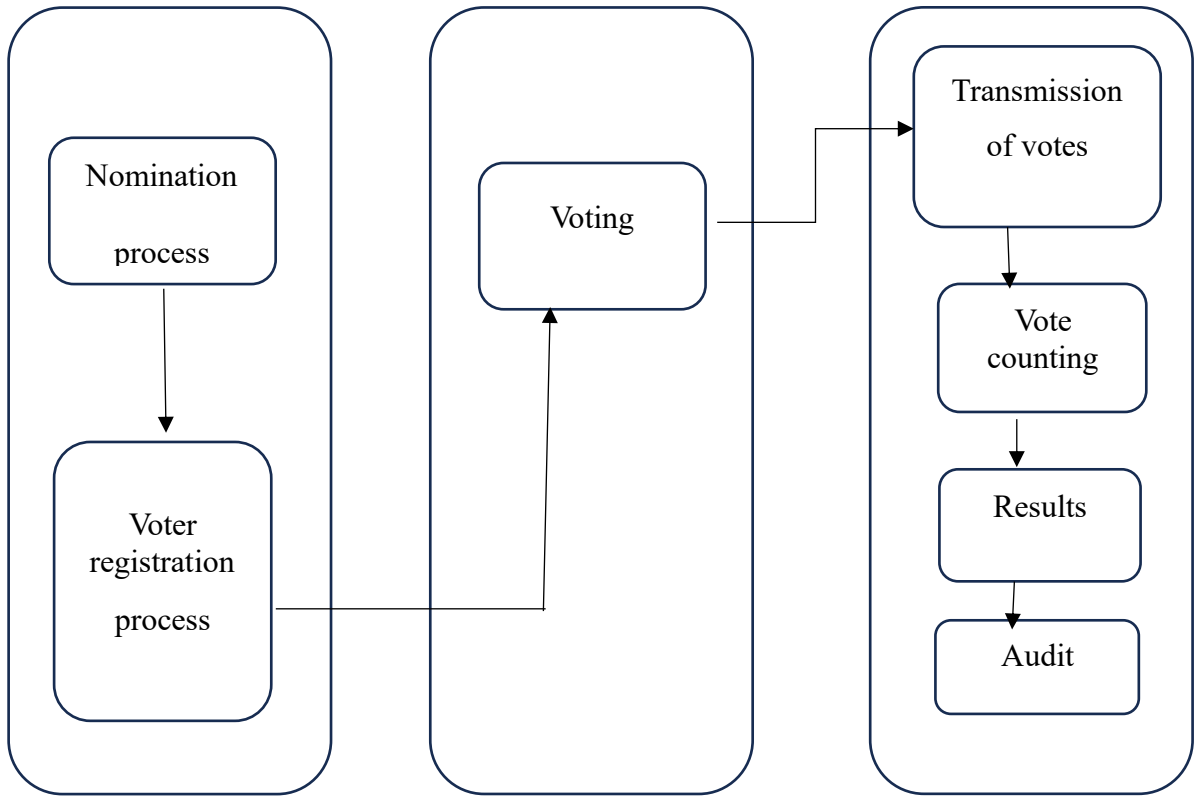 Nomination
process
Voter
registration
process
Voting
Transmission
of votes
Vote
counting
Results
Audit